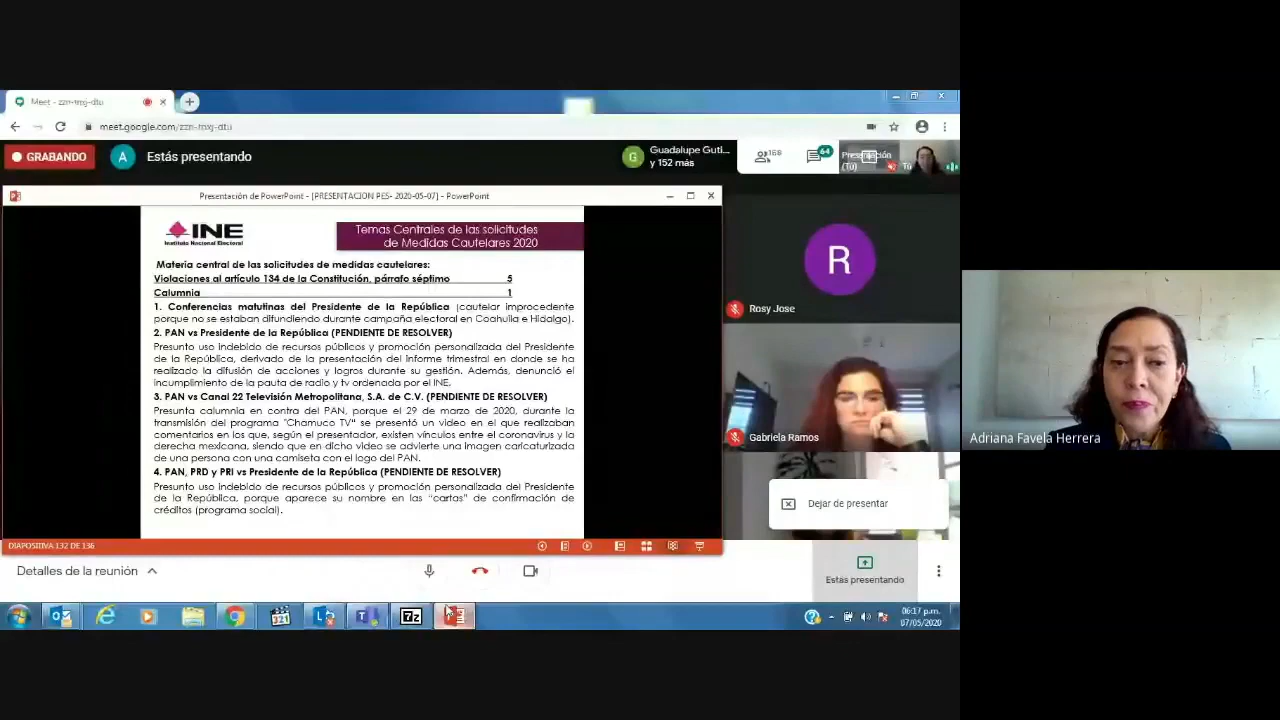 Meet - zzn-tnxj-dtu
meet.google.com/zzn-tnxj-dtu
GRABANDO
A
Estás presentando
G
Guadalupe Guti...
y 152 más
64
Presentación
(Tú)
Tú
Presentación de PowerPoint - [PRESENTACION PES- 2020-05-07] - PowerPoint
INE
Instituto Nacional Electoral
Temas Centrales de las solicitudes
de Medidas Cautelares 2020
Materia central de las solicitudes de medidas cautelares:
Violaciones al artículo 134 de la Constitución, párrafo séptimo 5
Calumnia 1
1. Conferencias matutinas del Presidente de la República (cautelar improcedente
porque no se estaban difundiendo durante campaña electoral en Coahuila e Hidalgo).
2. PAN vs Presidente de la República (PENDIENTE DE RESOLVER)
Presunto uso indebido de recursos públicos y promoción personalizada del Presidente
de la República, derivado de la presentación del informe trimestral en donde se ha
realizado la difusión de acciones y logros durante su gestión. Además, denunció el
incumplimiento de la pauta de radio y tv ordenada por el INE.
3. PAN vs Canal 22 Televisión Metropolitana, S.A. de C.V. (PENDIENTE DE RESOLVER)
Presunta calumnia en contra del PAN, porque el 29 de marzo de 2020, durante la
transmisión del programa "Chamuco TV" se presentó un video en el que realizaban
comentarios en los que, según el presentador, existen vínculos entre el coronavirus y la
derecha mexicana, siendo que en dicho video se advierte una imagen caricaturizada
de una persona con una camiseta con el logo del PAN.
4. PAN, PRD y PRI vs Presidente de la República (PENDIENTE DE RESOLVER)
Presunto uso indebido de recursos públicos y promoción personalizada del Presidente
de la República, porque aparece su nombre en las "cartas" de confirmación de
créditos (programa social).
R
Rosy Jose
Gabriela Ramos
Adriana Favela Herrera
Dejar de presentar
DIAPOSITIVA 132 DE 136
Detalles de la reunión
Estás presentando
321
7z
06:17 p.m.
07/05/2020